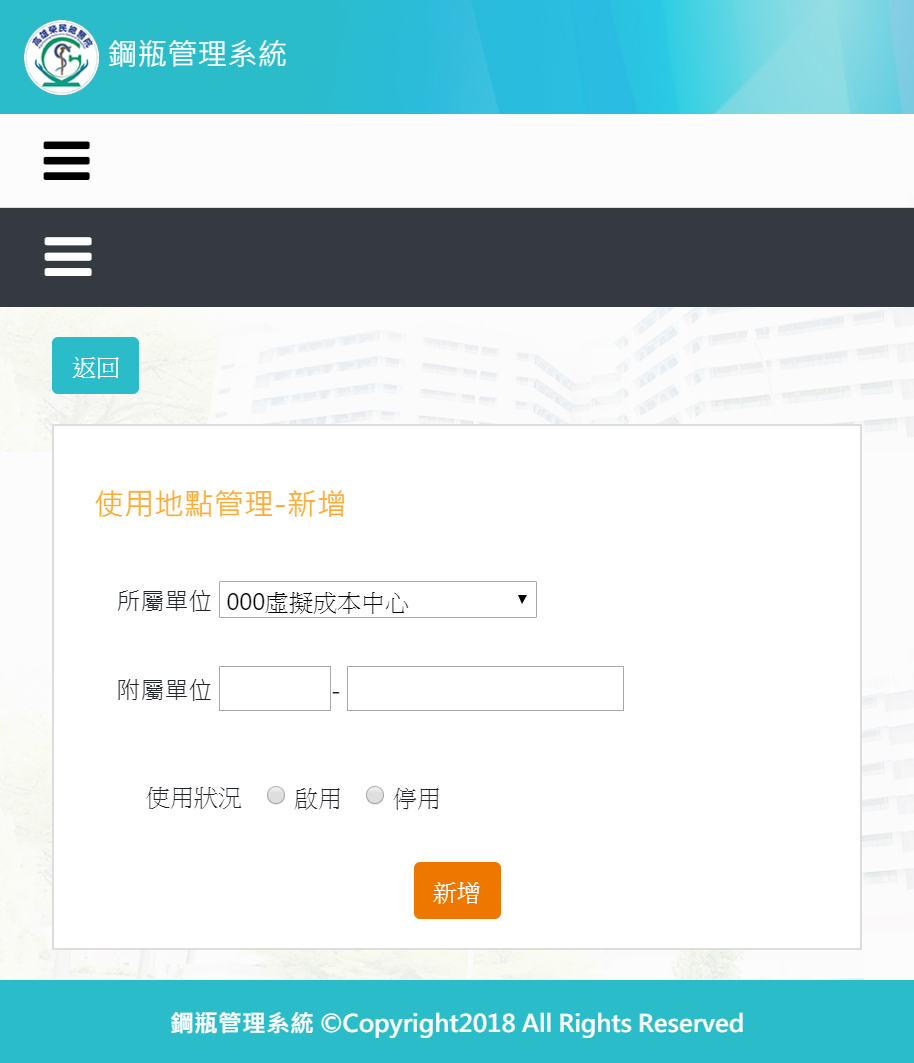 高雄榮民總醫院
鋼瓶管理系統
返回
使用地點管理-新增
所屬單位 000虛擬成本中心
附屬單位 -
使用狀況 啟用 停用
新增
鋼瓶管理系統 ©Copyright2018 All Rights Reserved